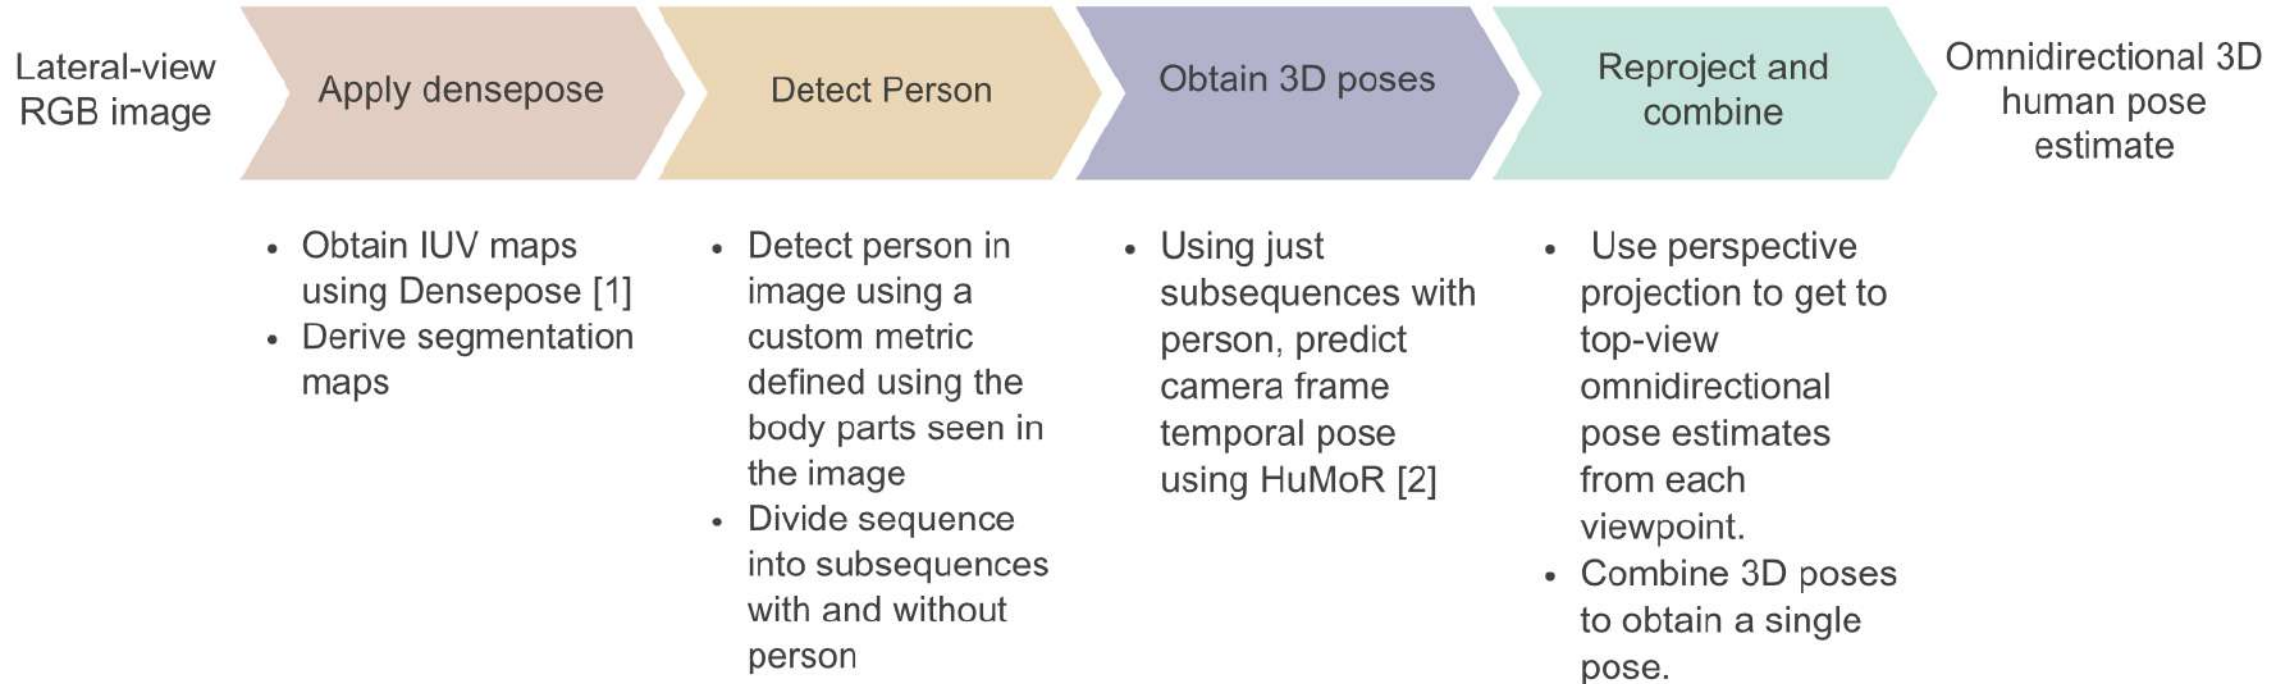 Lateral-view
RGB image
Apply densepose
Detect Person
Obtain 3D poses
Reproject and
combine
Omnidirectional 3D
human pose
estimate
• Obtain IUV maps
using Densepose [1]
• Derive segmentation
maps
• Detect person in
image using a
custom metric
defined using the
body parts seen in
the image
• Divide sequence
into subsequences
with and without
person
• Using just
subsequences with
person, predict
camera frame
temporal pose
using HuMoR [2]
• Use perspective
projection to get to
top-view
omnidirectional
pose estimates
from each
viewpoint.
• Combine 3D poses
to obtain a single
pose.